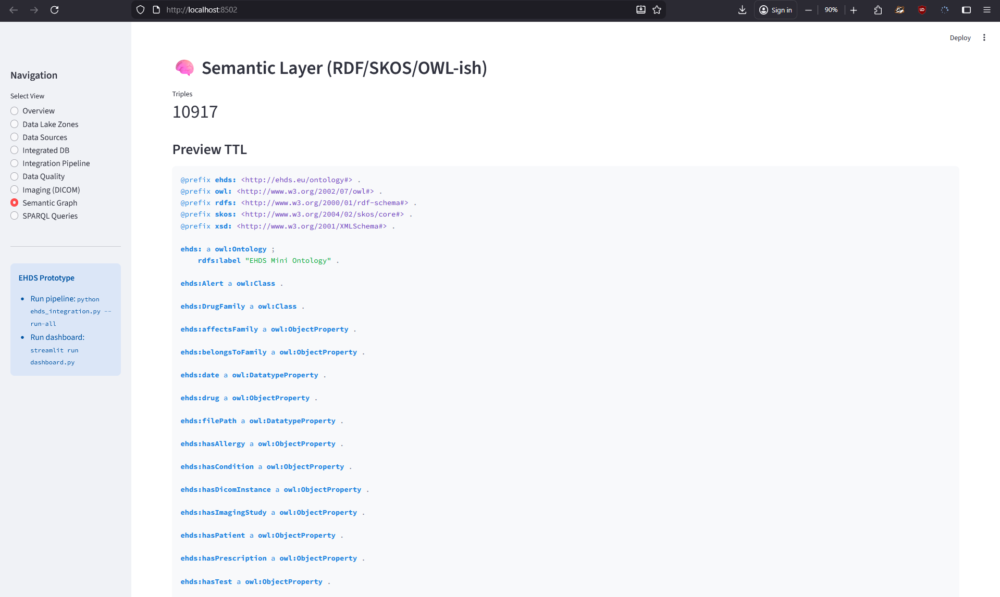 http://localhost:8502
Sign in
90%
Deploy
Navigation
Select View
Overview
Data Lake Zones
Data Sources
Integrated DB
Integration Pipeline
Data Quality
Imaging (DICOM)
Semantic Graph
SPARQL Queries
EHDS Prototype
Run pipeline: python
ehds_integration.py --
run-all
Run dashboard:
streamlit run
dashboard.py
Semantic Layer (RDF/SKOS/OWL-ish)
Triples
10917
Preview TTL
@prefix ehds: <http://ehds.eu/ontology#> .
@prefix owl: <http://www.w3.org/2002/07/owl#> .
@prefix rdfs: <http://www.w3.org/2000/01/rdf-schema#> .
@prefix skos: <http://www.w3.org/2004/02/skos/core#> .
@prefix xsd: <http://www.w3.org/2001/XMLSchema#> .
ehds: a owl:Ontology ;
rdfs:label "EHDS Mini Ontology" .
ehds:Alert a owl:Class .
ehds:DrugFamily a owl:Class .
ehds:affectsFamily a owl:ObjectProperty .
ehds:belongsToFamily a owl:ObjectProperty .
ehds:date a owl:DatatypeProperty .
ehds:drug a owl:ObjectProperty .
ehds:filePath a owl:DatatypeProperty .
ehds:hasAllergy a owl:ObjectProperty .
ehds:hasCondition a owl:ObjectProperty .
ehds:hasDicomInstance a owl:ObjectProperty .
ehds:hasImagingStudy a owl:ObjectProperty .
ehds:hasPatient a owl:ObjectProperty .
ehds:hasPrescription a owl:ObjectProperty .
ehds:hasTest a owl:ObjectProperty .